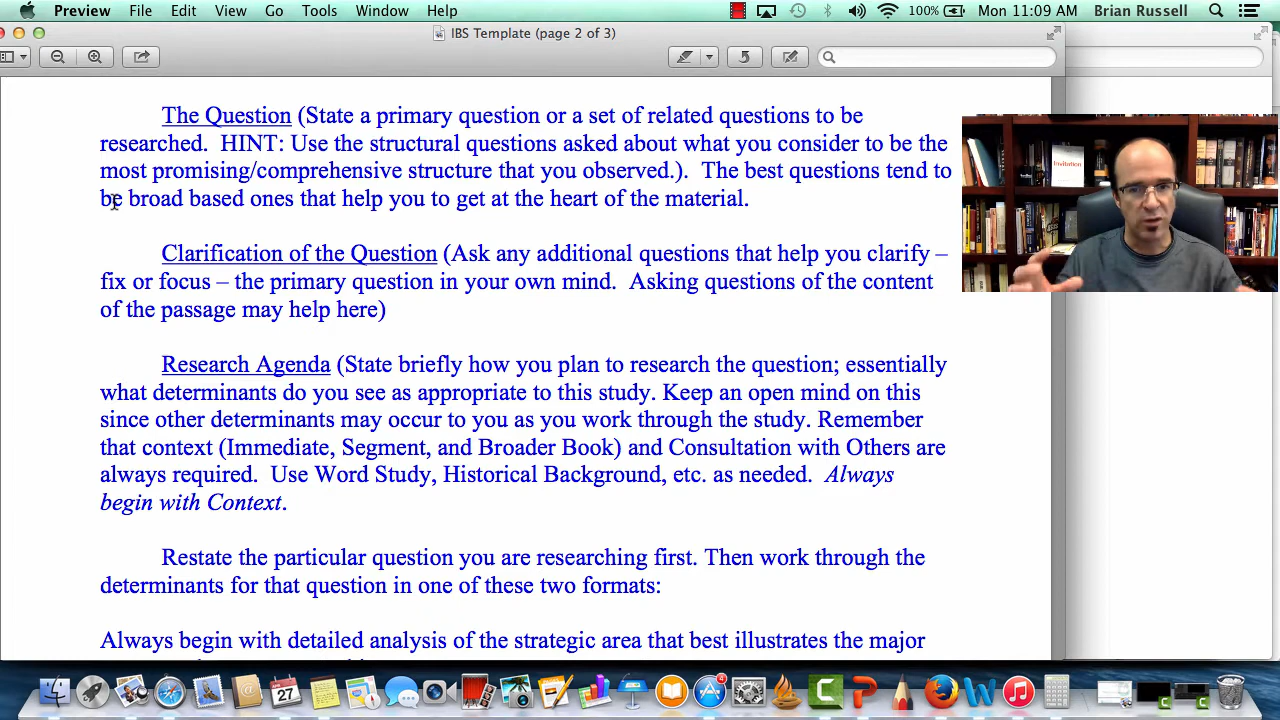 Preview File Edit View Go Tools Window Help 100% Mon 11:09 AM Brian Russell
IBS Template (page 2 of 3)
The Question (State a primary question or a set of related questions to be
researched. HINT: Use the structural questions asked about what you consider to be the
most promising/comprehensive structure that you observed.). The best questions tend to
be broad based ones that help you to get at the heart of the material.
Clarification of the Question (Ask any additional questions that help you clarify –
fix or focus – the primary question in your own mind. Asking questions of the content
of the passage may help here)
Research Agenda (State briefly how you plan to research the question; essentially
what determinants do you see as appropriate to this study. Keep an open mind on this
since other determinants may occur to you as you work through the study. Remember
that context (Immediate, Segment, and Broader Book) and Consultation with Others are
always required. Use Word Study, Historical Background, etc. as needed. Always
begin with Context.
Restate the particular question you are researching first. Then work through the
determinants for that question in one of these two formats:
Always begin with detailed analysis of the strategic area that best illustrates the major
Invitation
27
4